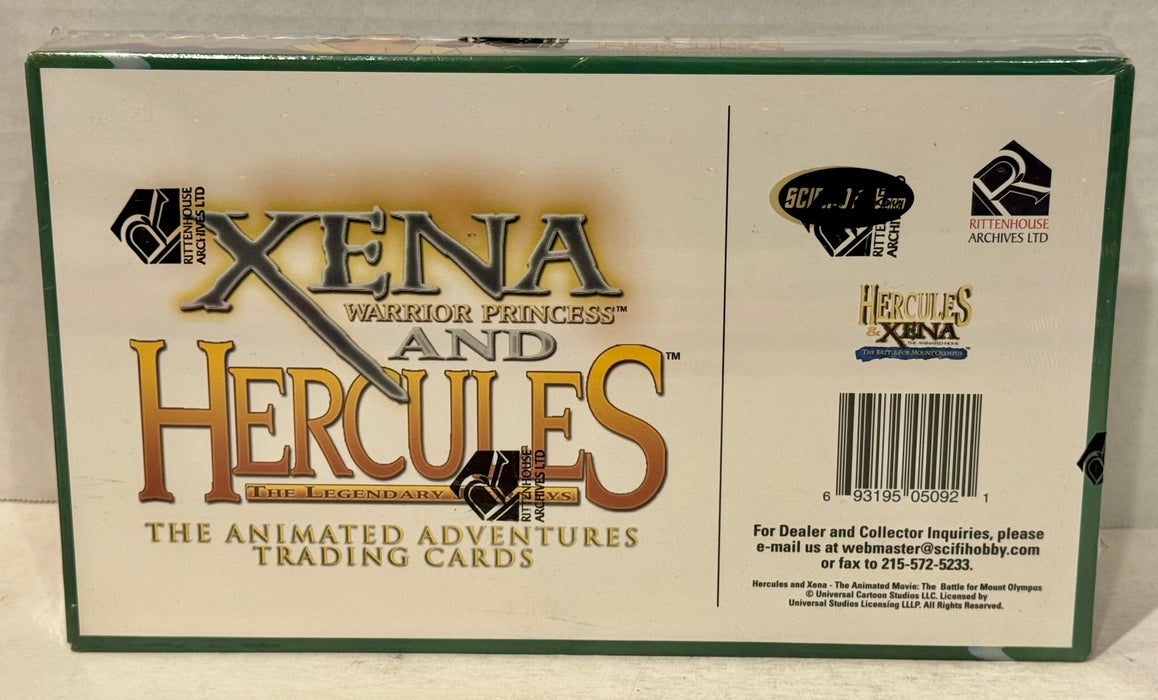 HERCULES
RITTENHOUSE
ARCHIVES LTD
XENA
WARRIOR PRINCESS™
AND
HERCULES™
THE LEGENDARY
RITTENHOUSE
ARCHIVES LTD
THE ANIMATED ADVENTURES
TRADING CARDS
RITTENHOUSE
ARCHIVES LTD
HERCULES
& XENA
THE ANIMATED MOVIE
THE BATTLE FOR MOUNT OLYMPUS™
6 93195 05092 1
For Dealer and Collector Inquiries, please
e-mail us at webmaster@scifihobby.com
or fax to 215-572-5233.
Hercules and Xena - The Animated Movie: The Battle for Mount Olympus
© Universal Cartoon Studios LLC. Licensed by
Universal Studios Licensing LLLP. All Rights Reserved.